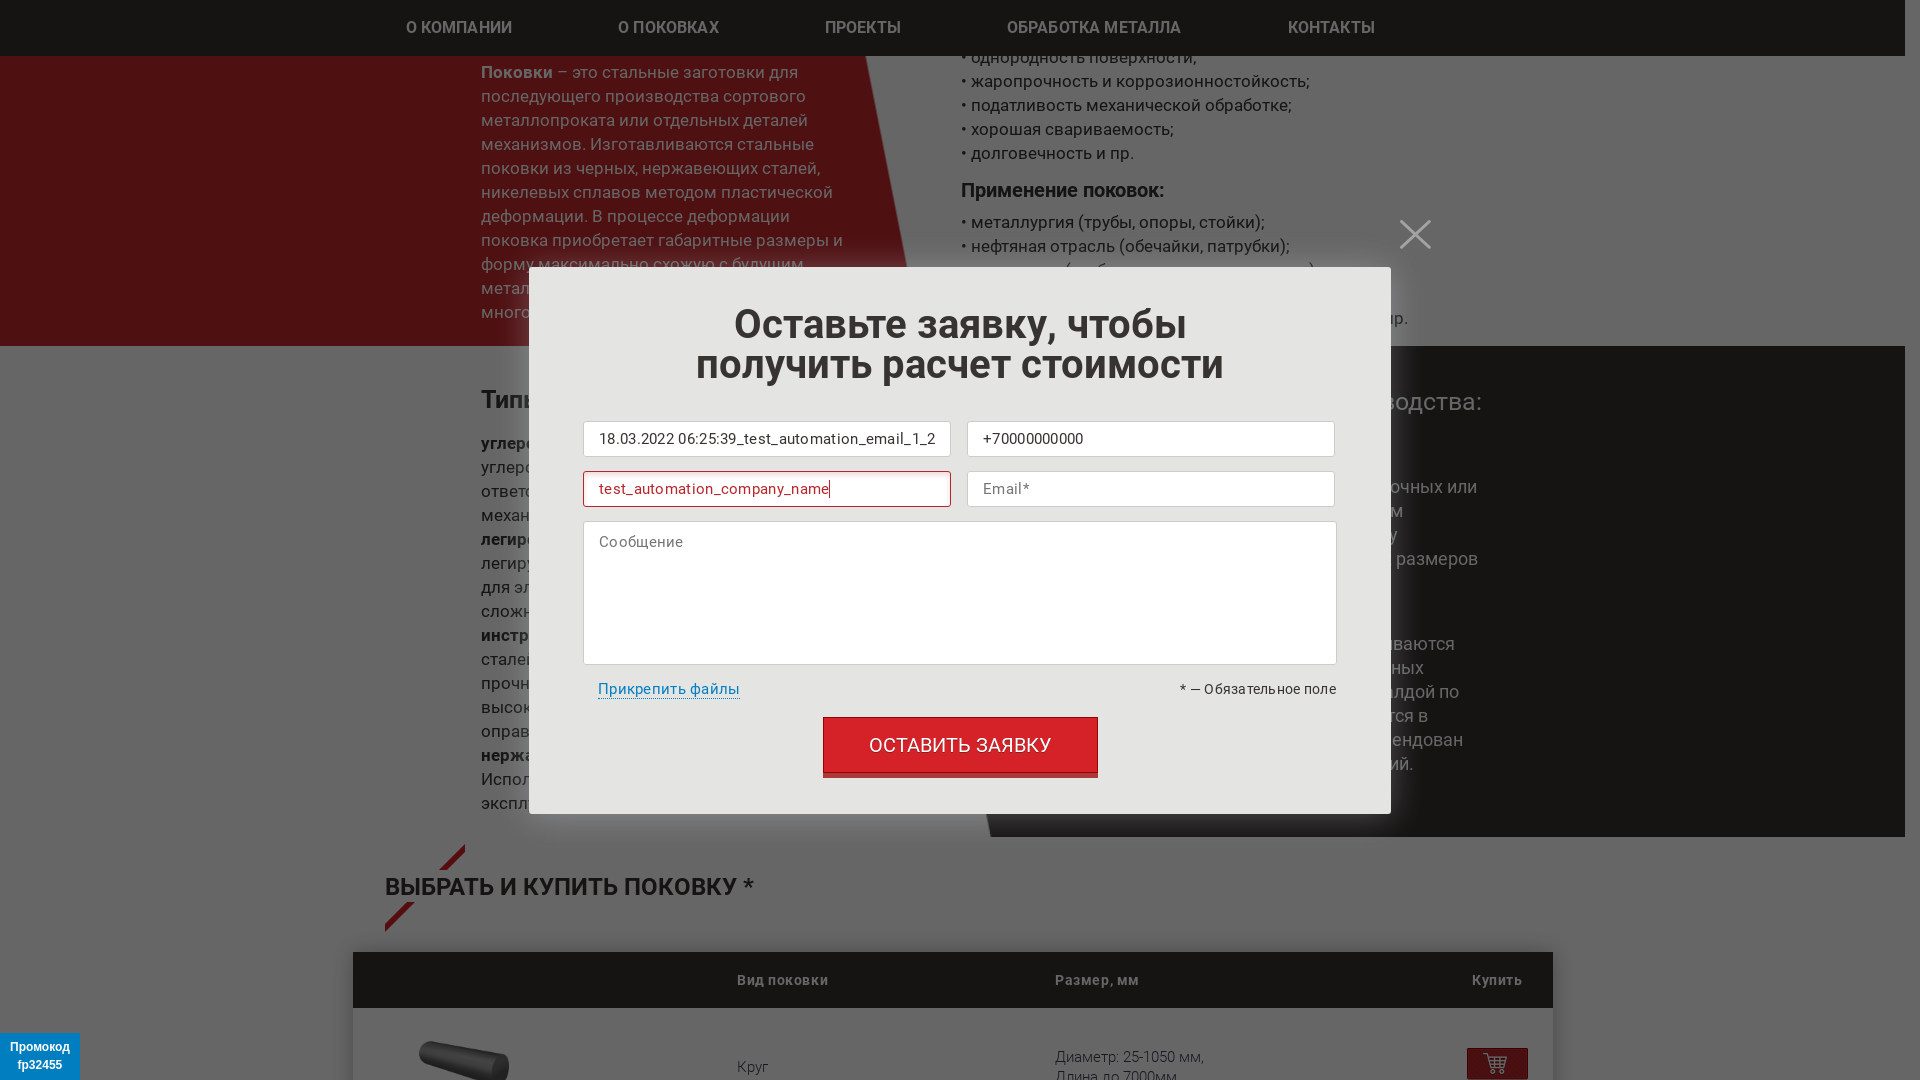 О КОМПАНИИ
О ПОКОВКАХ
ПРОЕКТЫ
ОБРАБОТКА МЕТАЛЛА
КОНТАКТЫ
Поковки – это стальные заготовки для
последующего производства сортового
металлопроката или отдельных деталей
механизмов. Изготавливаются стальные
поковки из черных, нержавеющих сталей,
никелевых сплавов методом пластической
деформации. В процессе деформации
поковка приобретает габаритные размеры и
форму максимально схожую с будущим
• однородность поверхности;
• жаропрочность и коррозионностойкость;
• податливость механической обработке;
• хорошая свариваемость;
• долговечность и пр.
Применение поковок:
• металлургия (трубы, опоры, стойки);
• нефтяная отрасль (обечайки, патрубки);
Оставьте заявку, чтобы
получить расчет стоимости
18.03.2022 06:25:39_test_automation_email_1_2
+70000000000
test_automation_company_name
Email*
Сообщение
Прикрепить файлы
* — Обязательное поле
ОСТАВИТЬ ЗАЯВКУ
размеров
по
в
ВЫБРАТЬ И КУПИТЬ ПОКОВКУ *
Вид поковки
Размер, мм
Купить
Круг
Диаметр: 25-1050 мм,
Длина до 7000мм
Промокод
fp32455